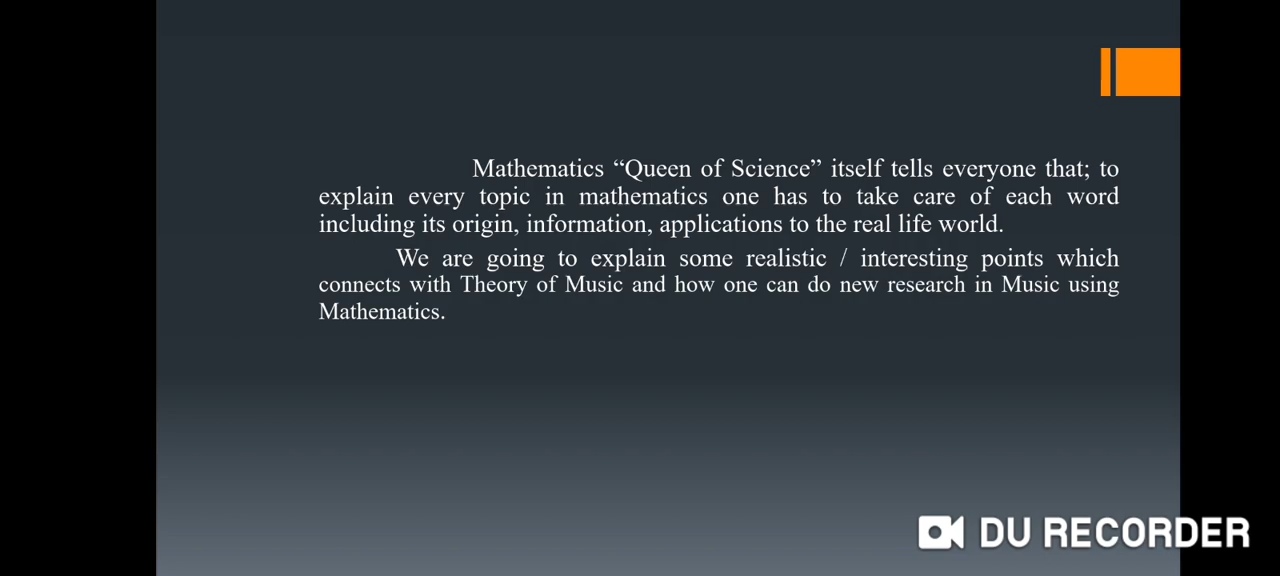 Mathematics “Queen of Science” itself tells everyone that; to
explain every topic in mathematics one has to take care of each word
including its origin, information, applications to the real life world.
We are going to explain some realistic / interesting points which
connects with Theory of Music and how one can do new research in Music using
Mathematics.
DU RECORDER